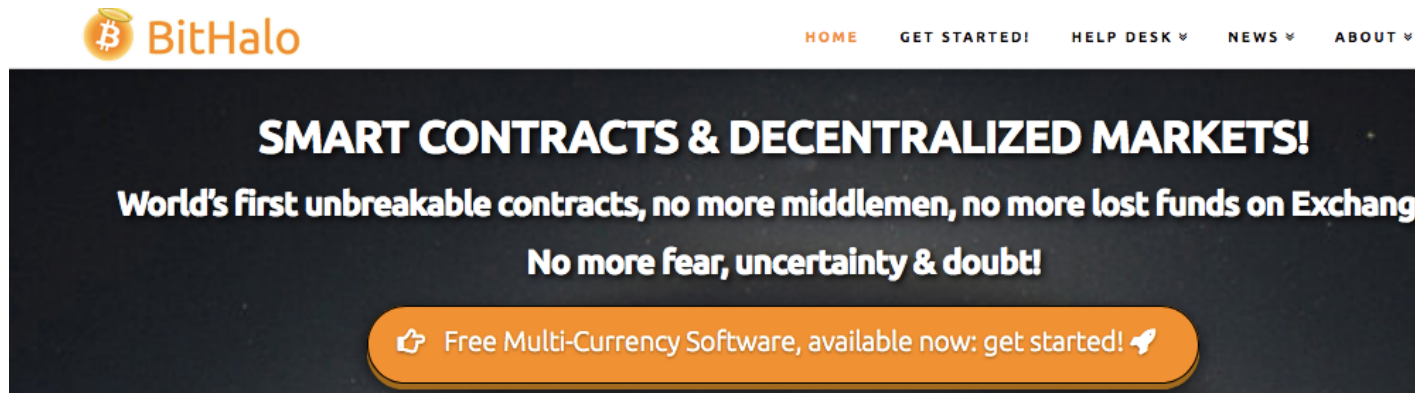 BitHalo
HOME GET STARTED! HELP DESK NEWS ABOUT
SMART CONTRACTS & DECENTRALIZED MARKETS!
World's first unbreakable contracts, no more middlemen, no more lost funds on Exchang
No more fear, uncertainty & doubt!
Free Multi-Currency Software, available now: get started!